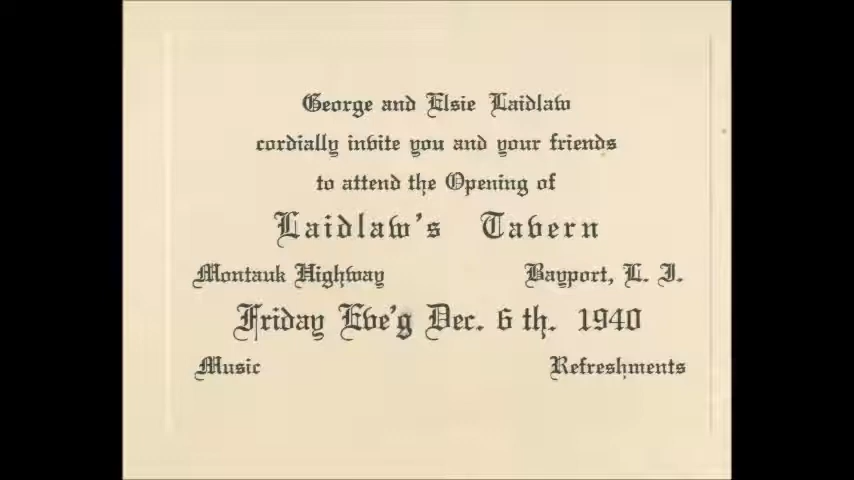 George and Elsie Laidlaw
cordially invite you and your friends
to attend the Opening of
Laidlaw's Tavern
Montauk Highway Bayport, L. I.
Friday Eve'g Dec. 6 th. 1940
Music Refreshments